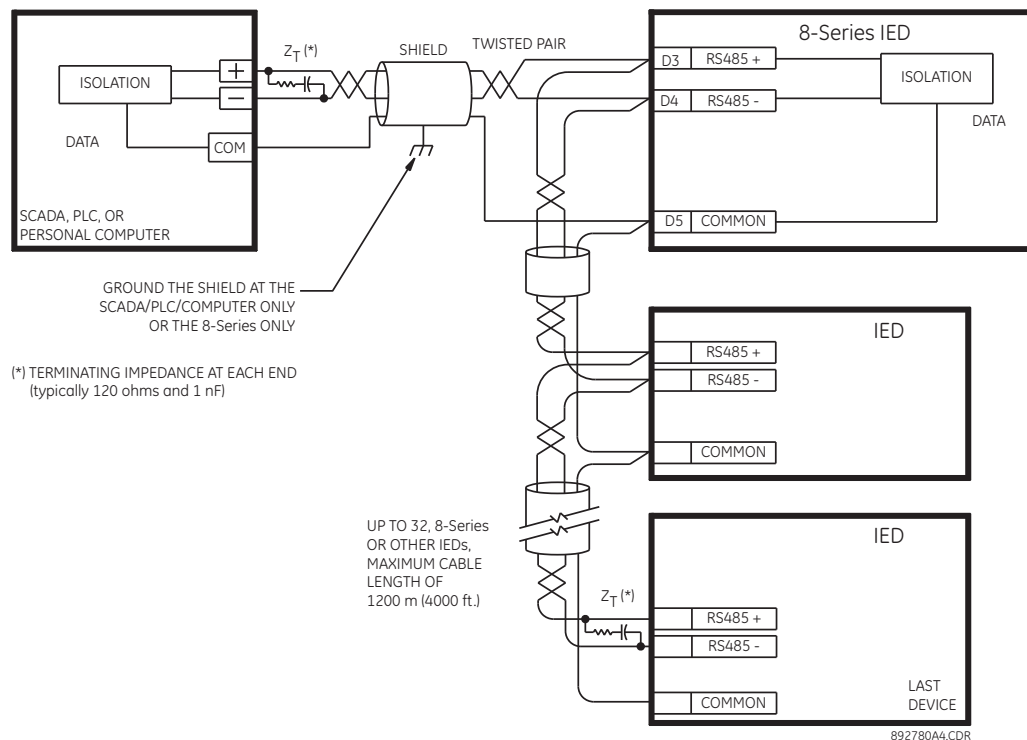 Z_T (*)
SHIELD
TWISTED PAIR
8-Series IED
+
ISOLATION
−
DATA
COM
SCADA, PLC, OR
PERSONAL COMPUTER
D3 RS485 +
D4 RS485 -
ISOLATION
DATA
D5 COMMON
GROUND THE SHIELD AT THE
SCADA/PLC/COMPUTER ONLY
OR THE 8-Series ONLY
(*) TERMINATING IMPEDANCE AT EACH END
(typically 120 ohms and 1 nF)
IED
RS485 +
RS485 -
COMMON
UP TO 32, 8-Series
OR OTHER IEDs,
MAXIMUM CABLE
LENGTH OF
1200 m (4000 ft.)
Z_T (*)
IED
RS485 +
RS485 -
COMMON
LAST
DEVICE
892780A4.CDR